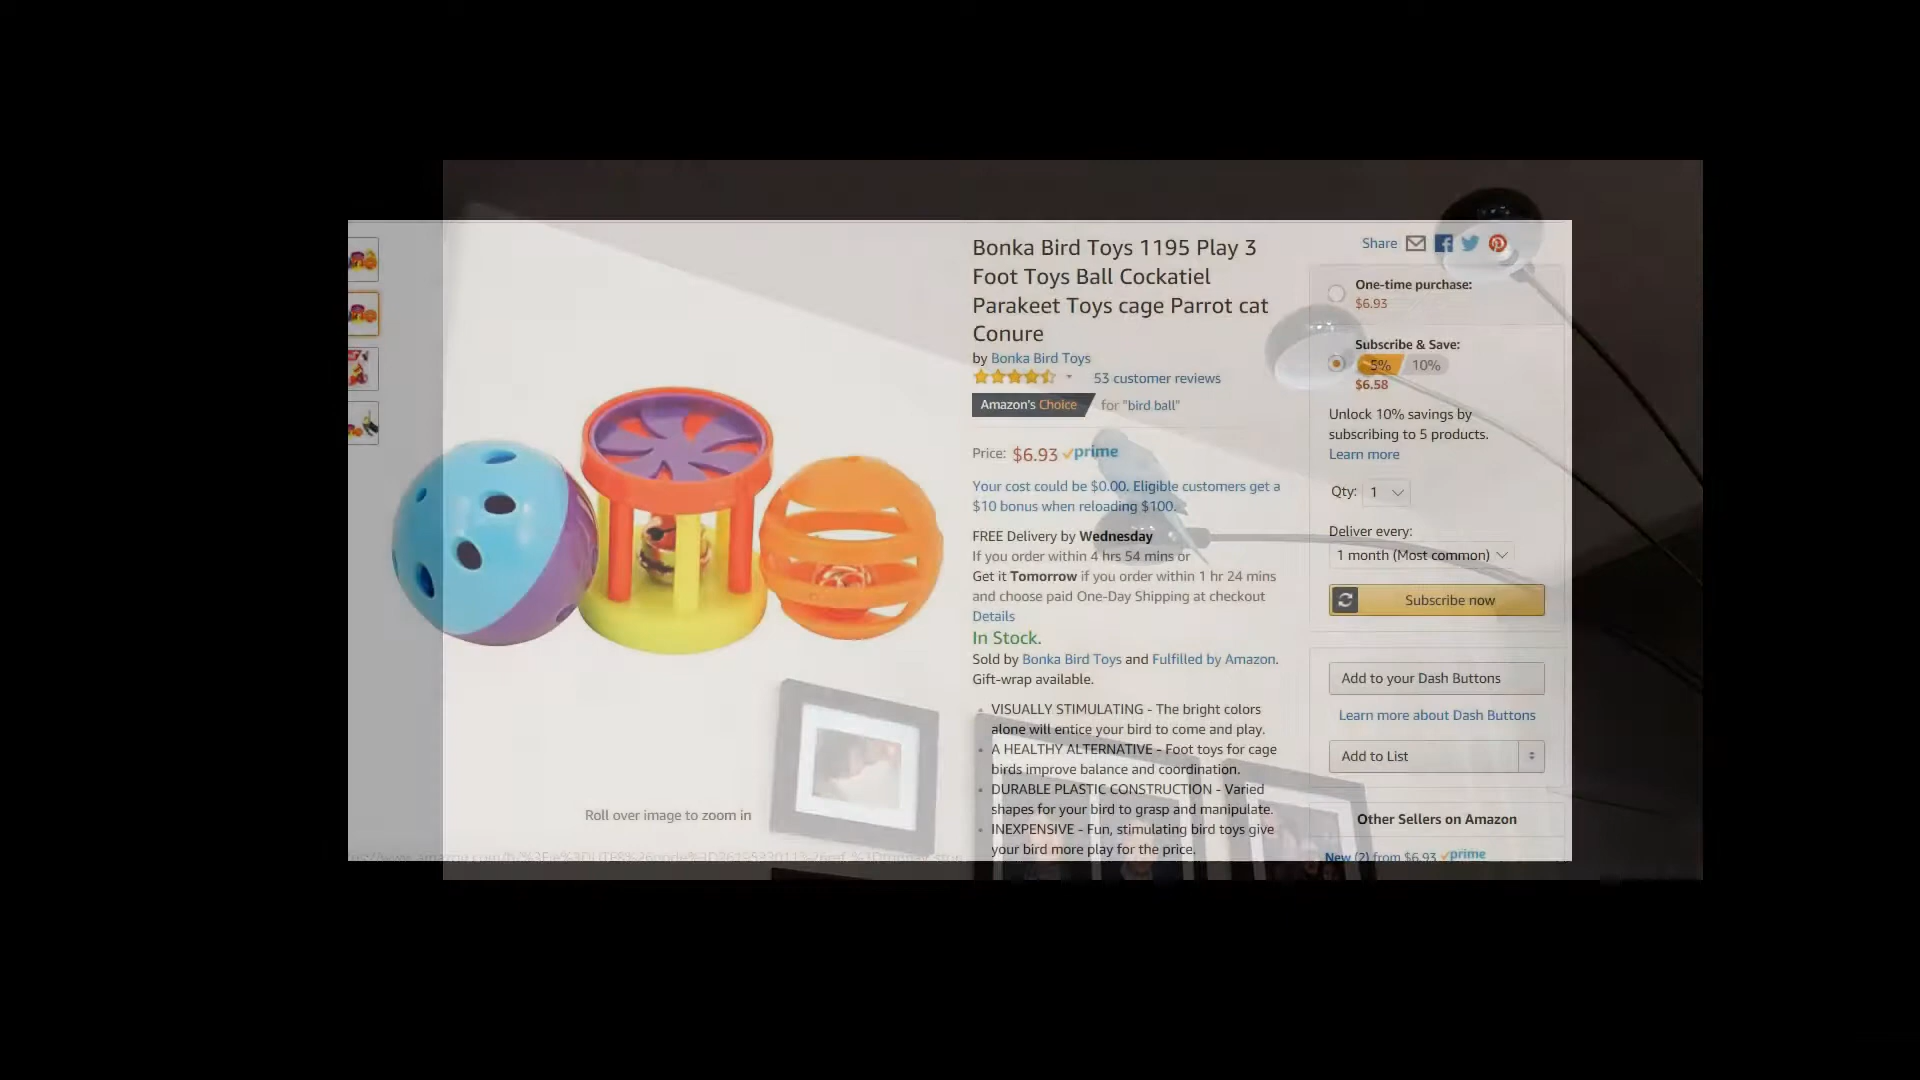 Bonka Bird Toys 1195 Play 3
Foot Toys Ball Cockatiel
Parakeet Toys cage Parrot cat
Conure
by Bonka Bird Toys
53 customer reviews
Amazon's Choice for "bird ball"
Price: $6.93 prime
Your cost could be $0.00. Eligible customers get a
$10 bonus when reloading $100.
FREE Delivery by Wednesday
If you order within 4 hrs 54 mins or
Get it Tomorrow if you order within 1 hr 24 mins
and choose paid One-Day Shipping at checkout
Details
In Stock.
Sold by Bonka Bird Toys and Fulfilled by Amazon.
Gift-wrap available.
VISUALLY STIMULATING - The bright colors
alone will entice your bird to come and play.
A HEALTHY ALTERNATIVE - Foot toys for cage
birds improve balance and coordination.
DURABLE PLASTIC CONSTRUCTION - Varied
shapes for your bird to grasp and manipulate.
INEXPENSIVE - Fun, stimulating bird toys give
your bird more play for the price.
Roll over image to zoom in
Share
One-time purchase:
$6.93
Subscribe & Save:
5% 10%
$6.58
Unlock 10% savings by
subscribing to 5 products.
Learn more
Qty: 1
Deliver every:
1 month (Most common)
Subscribe now
Add to your Dash Buttons
Learn more about Dash Buttons
Add to List
Other Sellers on Amazon
New (2) from $6.93 prime